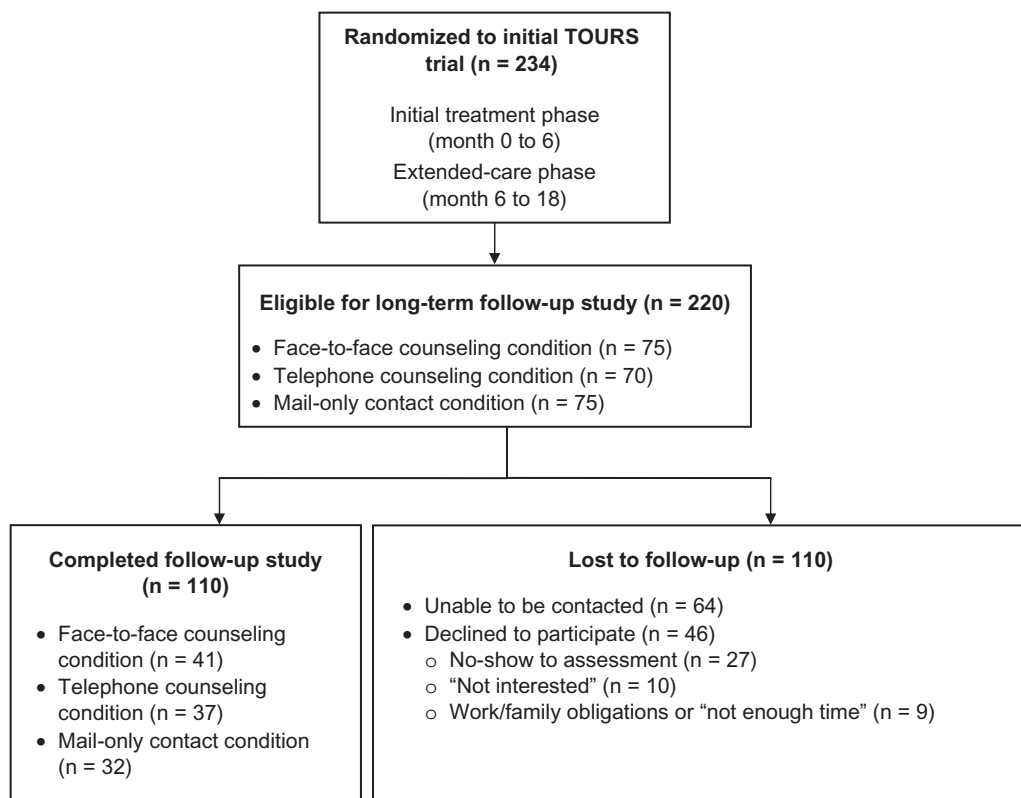 Randomized to initial TOURS
trial (n = 234)
Initial treatment phase
(month 0 to 6)
Extended-care phase
(month 6 to 18)
Eligible for long-term follow-up study (n = 220)
• Face-to-face counseling condition (n = 75)
• Telephone counseling condition (n = 70)
• Mail-only contact condition (n = 75)
Completed follow-up study
(n = 110)
• Face-to-face counseling
condition (n = 41)
• Telephone counseling
condition (n = 37)
• Mail-only contact condition
(n = 32)
Lost to follow-up (n = 110)
• Unable to be contacted (n = 64)
• Declined to participate (n = 46)
o No-show to assessment (n = 27)
o “Not interested” (n = 10)
o Work/family obligations or “not enough time” (n = 9)